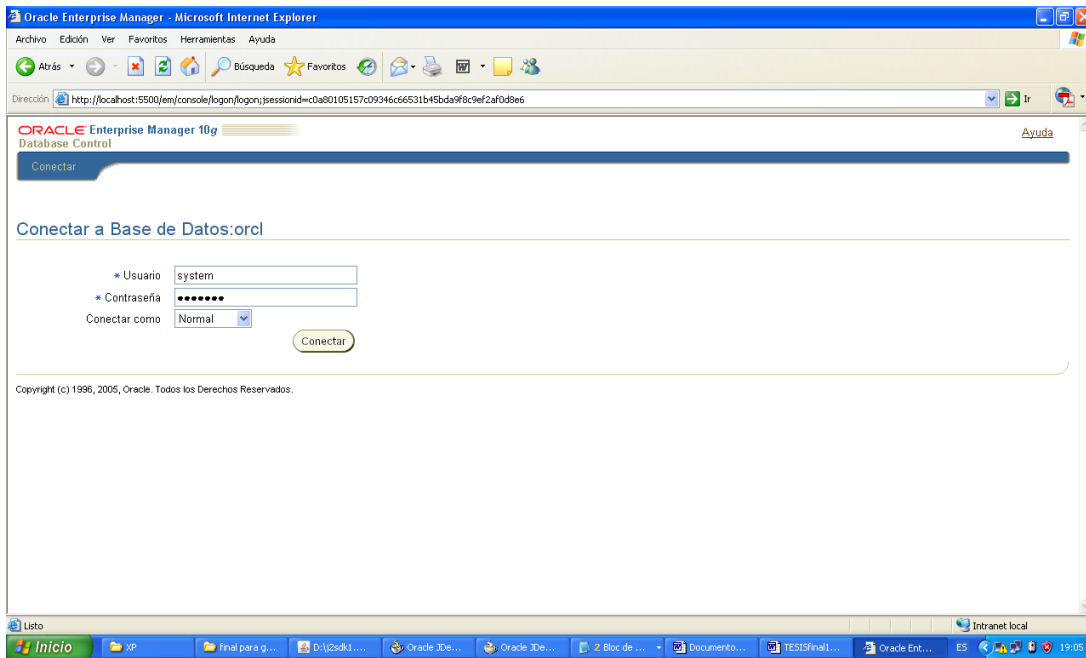 Oracle Enterprise Manager - Microsoft Internet Explorer
Archivo Edición Ver Favoritos Herramientas Ayuda
Atrás Búsqueda Favoritos
Dirección http://localhost:5500/em/console/logon/logon;jsessionid=c0a80105157c09346c66531b45bda9f8c9ef2af0d8e6 Ir
ORACLE Enterprise Manager 10g
Database Control
Ayuda
Conectar
Conectar a Base de Datos:orcl
* Usuario system
* Contraseña •••••••
Conectar como Normal
Conectar
Copyright (c) 1996, 2005, Oracle. Todos los Derechos Reservados.
Listo Intranet local
Inicio XP final para g... D:\j2sdk1.... Oracle JDe... Oracle JDe... 2 Bloc de ... Documento... TESISfinal1... Oracle Ent... ES 19:05